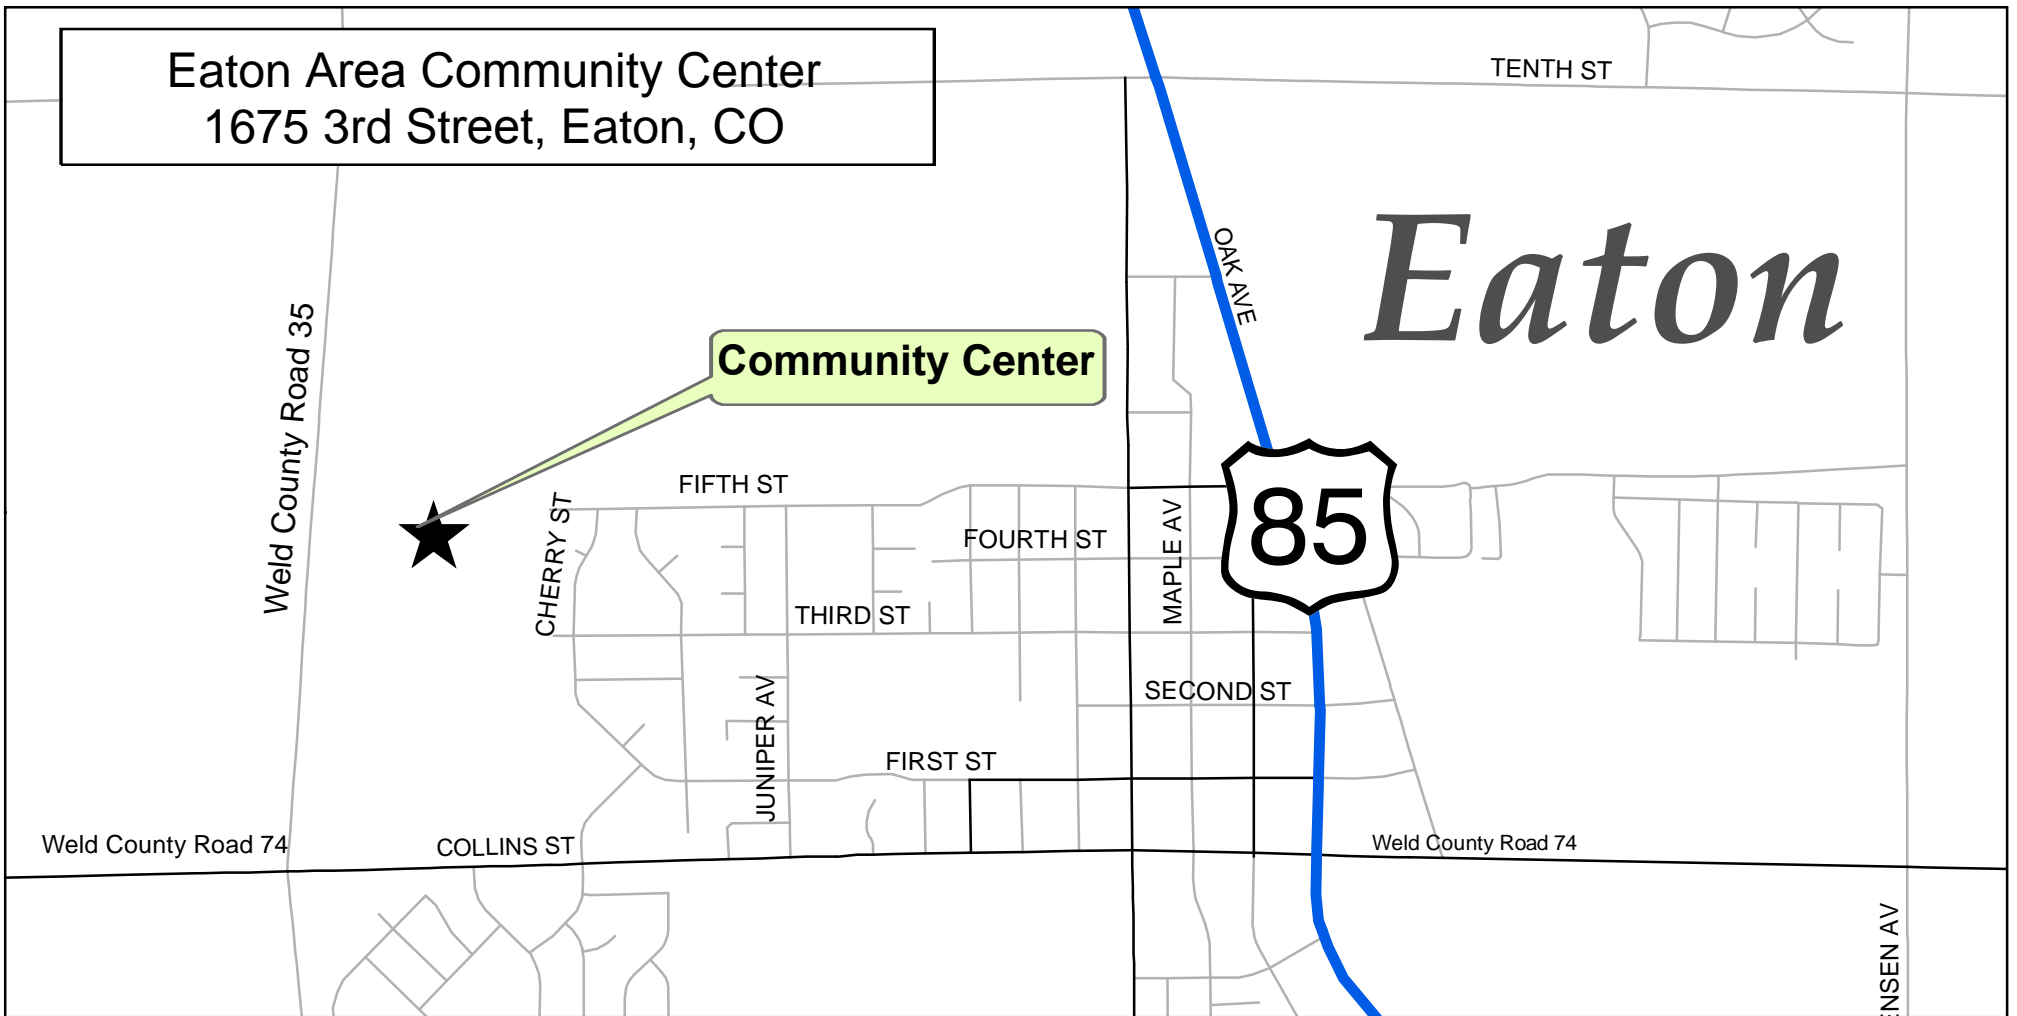 Eaton Area Community Center
1675 3rd Street, Eaton, CO
TENTH ST
OAK AVE
Eaton
Weld County Road 35
Community Center
FIFTH ST
CHERRY ST
FOURTH ST
MAPLE AV
85
THIRD ST
SECOND ST
JUNIPER AV
FIRST ST
Weld County Road 74
COLLINS ST
Weld County Road 74
ENSEN AV